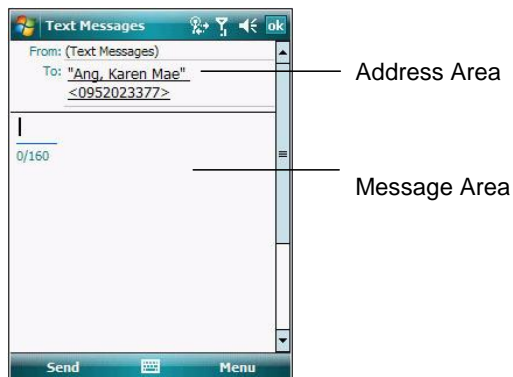 Text Messages ok
From: (Text Messages)
To: "Ang, Karen Mae"
<0952023377>
0/160
Send Menu
Address Area
Message Area